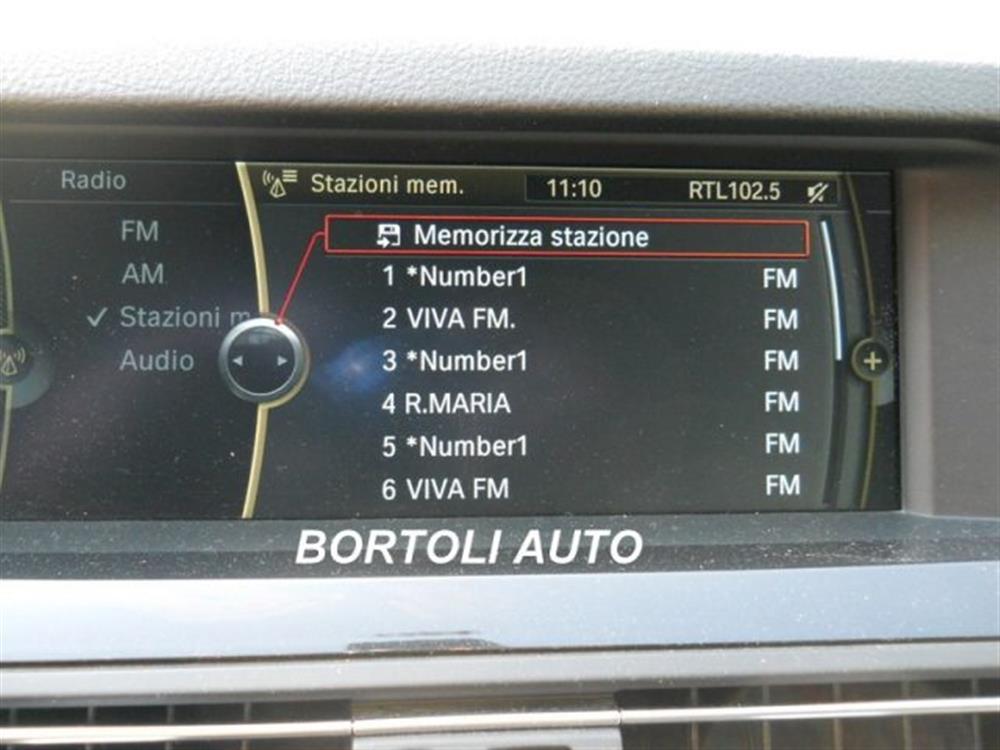 Radio
Stazioni mem. 11:10 RTL102.5
FM
AM
Stazioni m
Audio
Memorizza stazione
1 *Number1 FM
2 VIVA FM. FM
3 *Number1 FM
4 R.MARIA FM
5 *Number1 FM
6 VIVA FM FM
BORTOLI AUTO